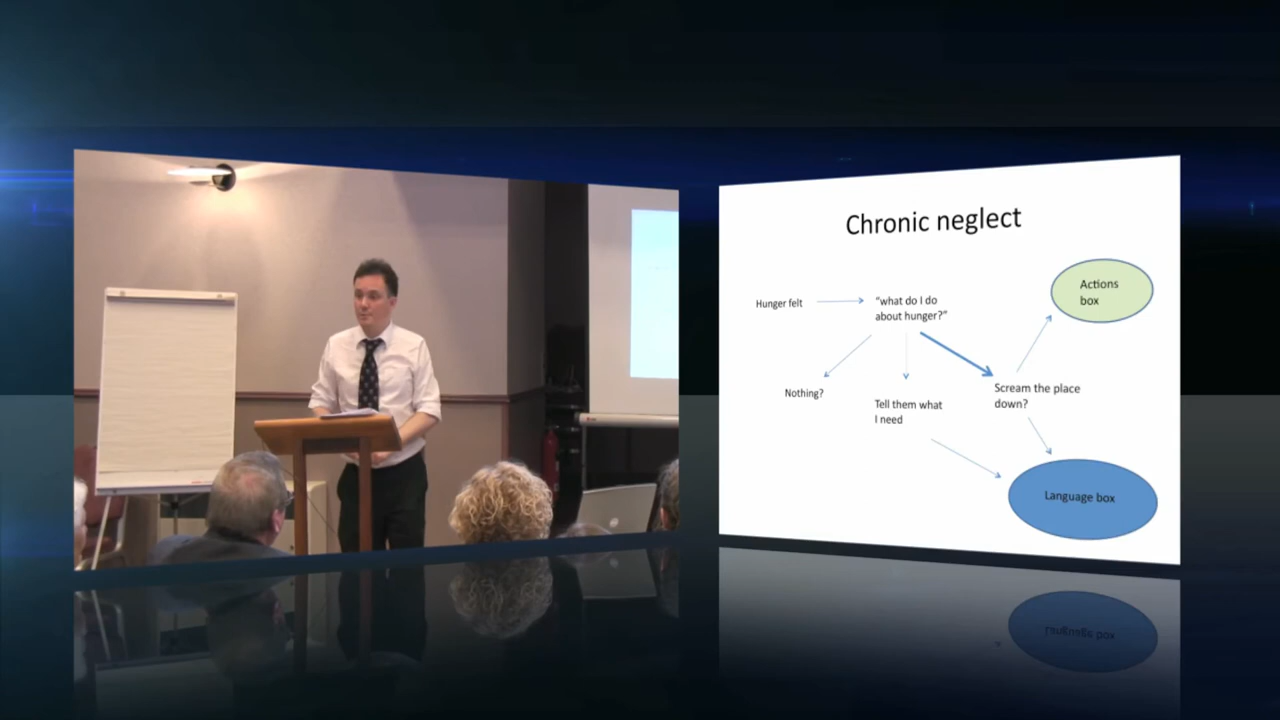 Chronic neglect
Actions
box
Hunger felt
"what do I do
about hunger?"
Nothing?
Tell them what
I need
Scream the place
down?
Language box